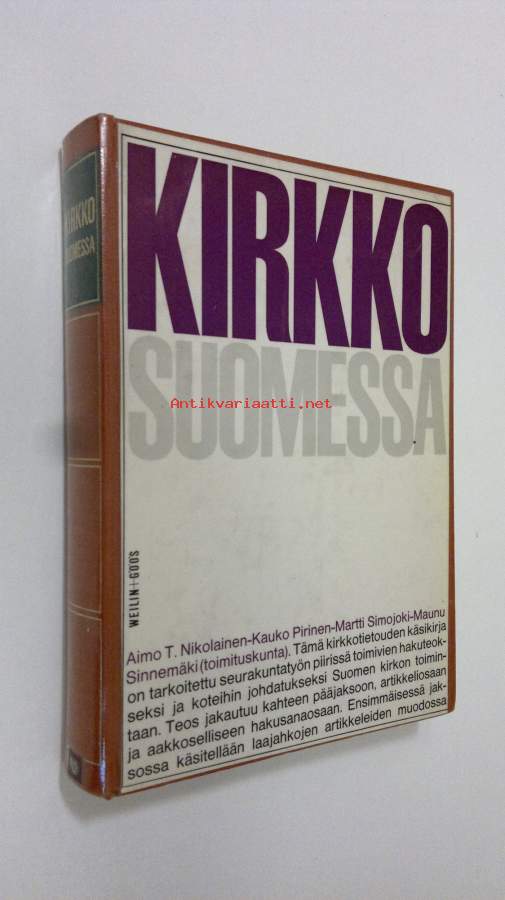 KIRKKO
SUOMESSA
KIRKKO
SUOMESSA
Antikvariaatti.net
WEILIN+GÖÖS
Aimo T. Nikolainen-Kauko Pirinen-Martti Simojoki-Maunu
Sinnemäki (toimituskunta). Tämä kirkkotietouden käsikirja
on tarkoitettu seurakuntatyön piirissä toimivien hakuteok-
seksi ja koteihin johdatukseksi Suomen kirkon toimin-
taan. Teos jakautuu kahteen pääjaksoon, artikkeliosaan
ja aakkoselliseen hakusanaosaan. Ensimmäisessä jak-
sossa käsitellään laajahkojen artikkeleiden muodossa